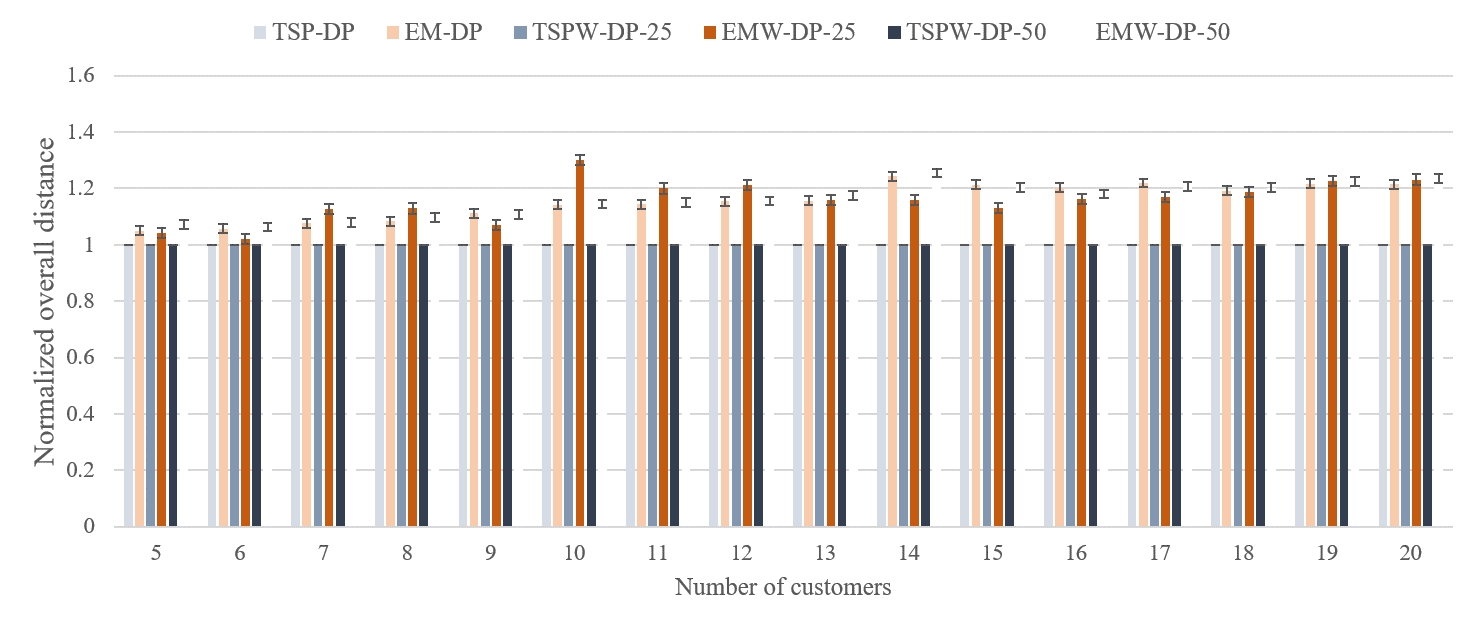 TSP-DP EM-DP TSPW-DP-25 EMW-DP-25 TSPW-DP-50 EMW-DP-50
1.6
1.4
1.2
1
0.8
0.6
0.4
0.2
0
Normalized overall distance
5 6 7 8 9 10 11 12 13 14 15 16 17 18 19 20
Number of customers